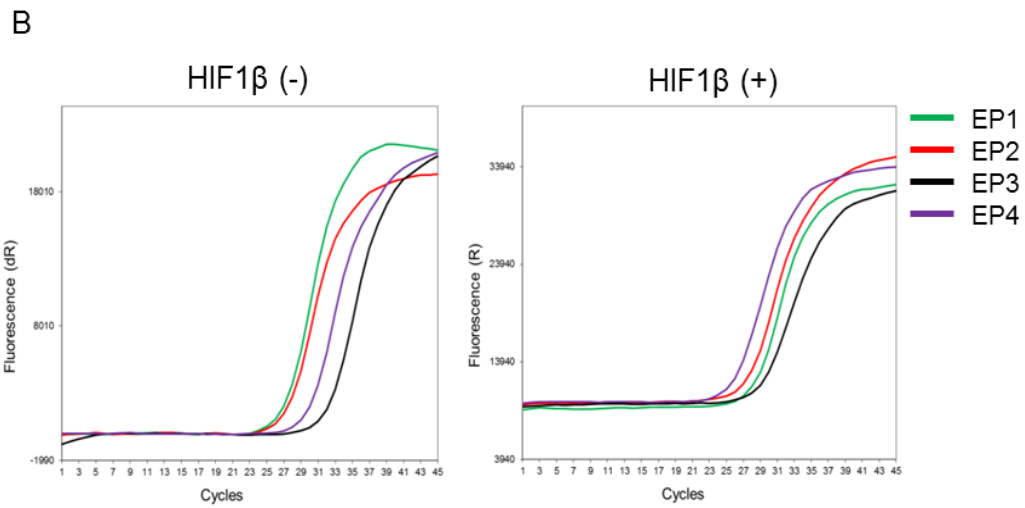 B
HIF1β (-)
Fluorescence (dR)
18010
8010
-1990
1 3 5 7 9 11 13 15 17 19 21 23 25 27 29 31 33 35 37 39 41 43 45
Cycles
HIF1β (+)
Fluorescence (R)
33940
23940
13940
3940
1 3 5 7 9 11 13 15 17 19 21 23 25 27 29 31 33 35 37 39 41 43 45
Cycles
EP1
EP2
EP3
EP4